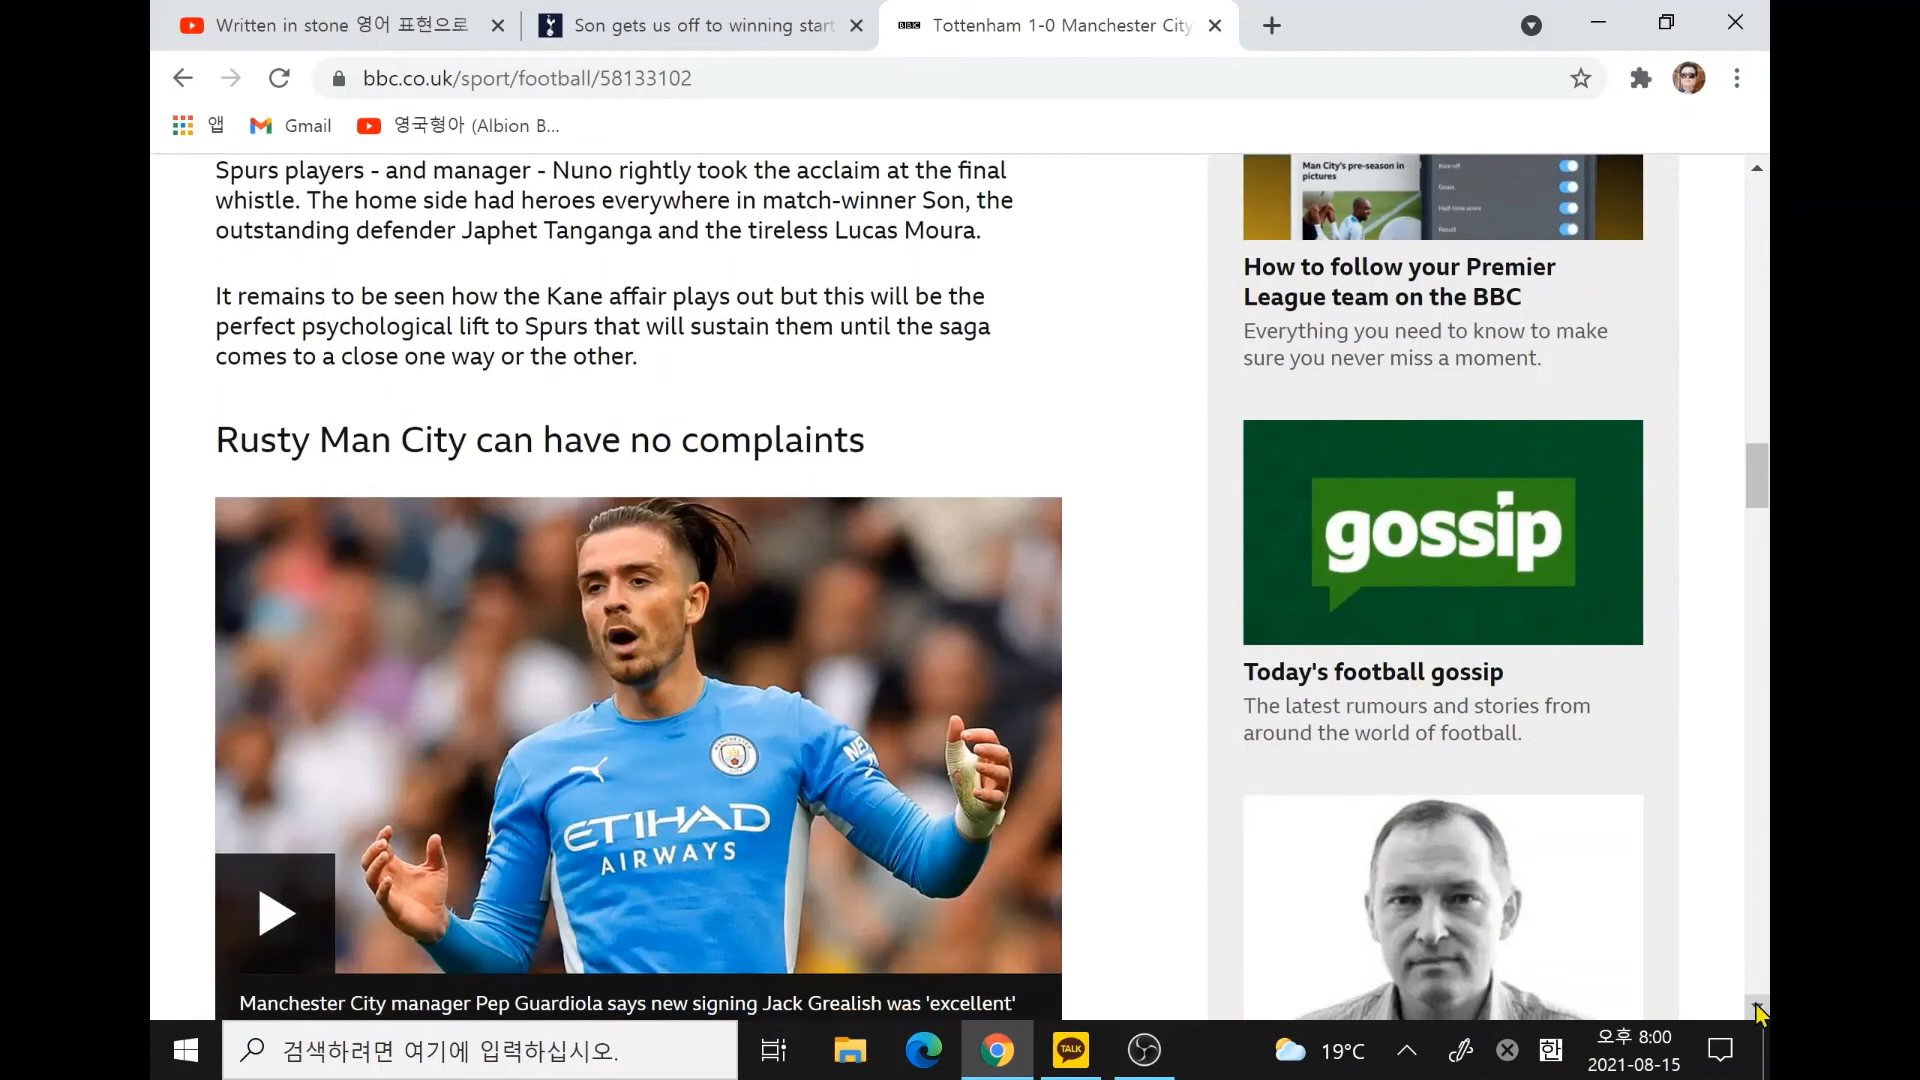 Written in stone 영어 표현으로
Son gets us off to winning start
Tottenham 1-0 Manchester City
bbc.co.uk/sport/football/58133102
앱
Gmail
영국형아 (Albion B...
Spurs players - and manager - Nuno rightly took the acclaim at the final
whistle. The home side had heroes everywhere in match-winner Son, the
outstanding defender Japhet Tanganga and the tireless Lucas Moura.
It remains to be seen how the Kane affair plays out but this will be the
perfect psychological lift to Spurs that will sustain them until the saga
comes to a close one way or the other.
Rusty Man City can have no complaints
MANCHESTER
CITY
NEX
ETIHAD
AIRWAYS
Manchester City manager Pep Guardiola says new signing Jack Grealish was 'excellent'
Man City's pre-season in
pictures
Kick-off
Goals
Half-time score
Result
How to follow your Premier
League team on the BBC
Everything you need to know to make
sure you never miss a moment.
gossip
Today's football gossip
The latest rumours and stories from
around the world of football.
검색하려면 여기에 입력하십시오.
TALK
19°C
한
오후 8:00
2021-08-15